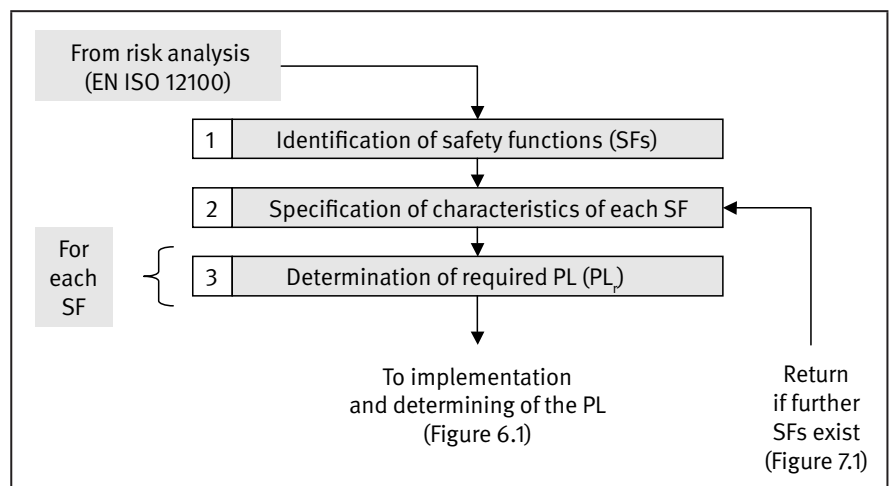 From risk analysis
(EN ISO 12100)
1 Identification of safety functions (SFs)
2 Specification of characteristics of each SF
For
each
SF
3 Determination of required PL (PLr)
To implementation
and determining of the PL
(Figure 6.1)
Return
if further
SFs exist
(Figure 7.1)